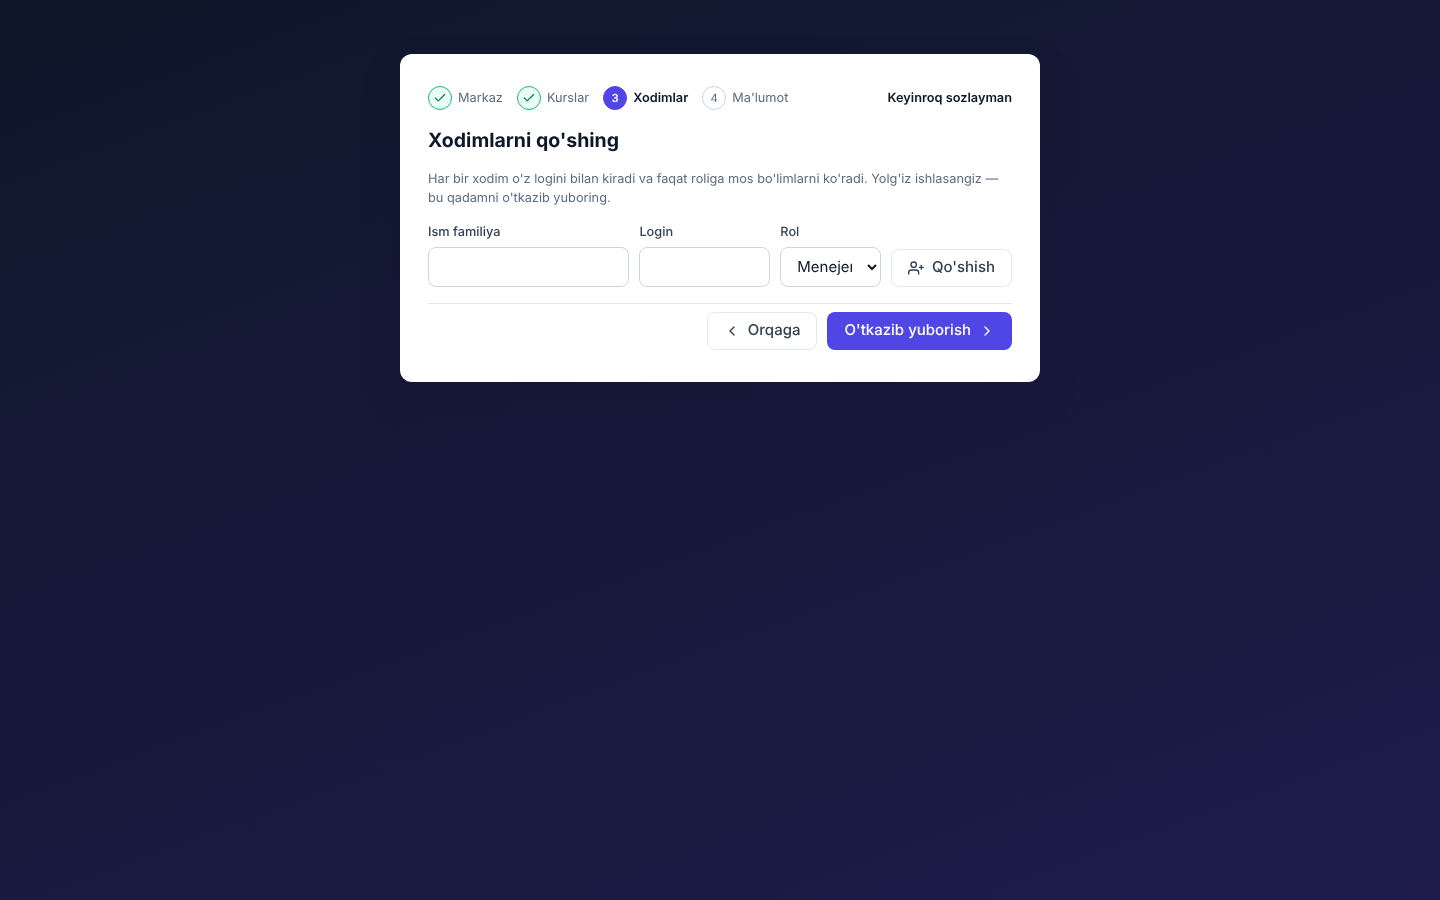 Markaz Kurslar 3 Xodimlar 4 Ma'lumot Keyinroq sozlayman
Xodimlarni qo'shing
Har bir xodim o'z logini bilan kiradi va faqat roliga mos bo'limlarni ko'radi. Yolg'iz ishlasangiz —
bu qadamni o'tkazib yuboring.
Ism familiya Login Rol
Menejer Qo'shish
Orqaga O'tkazib yuborish